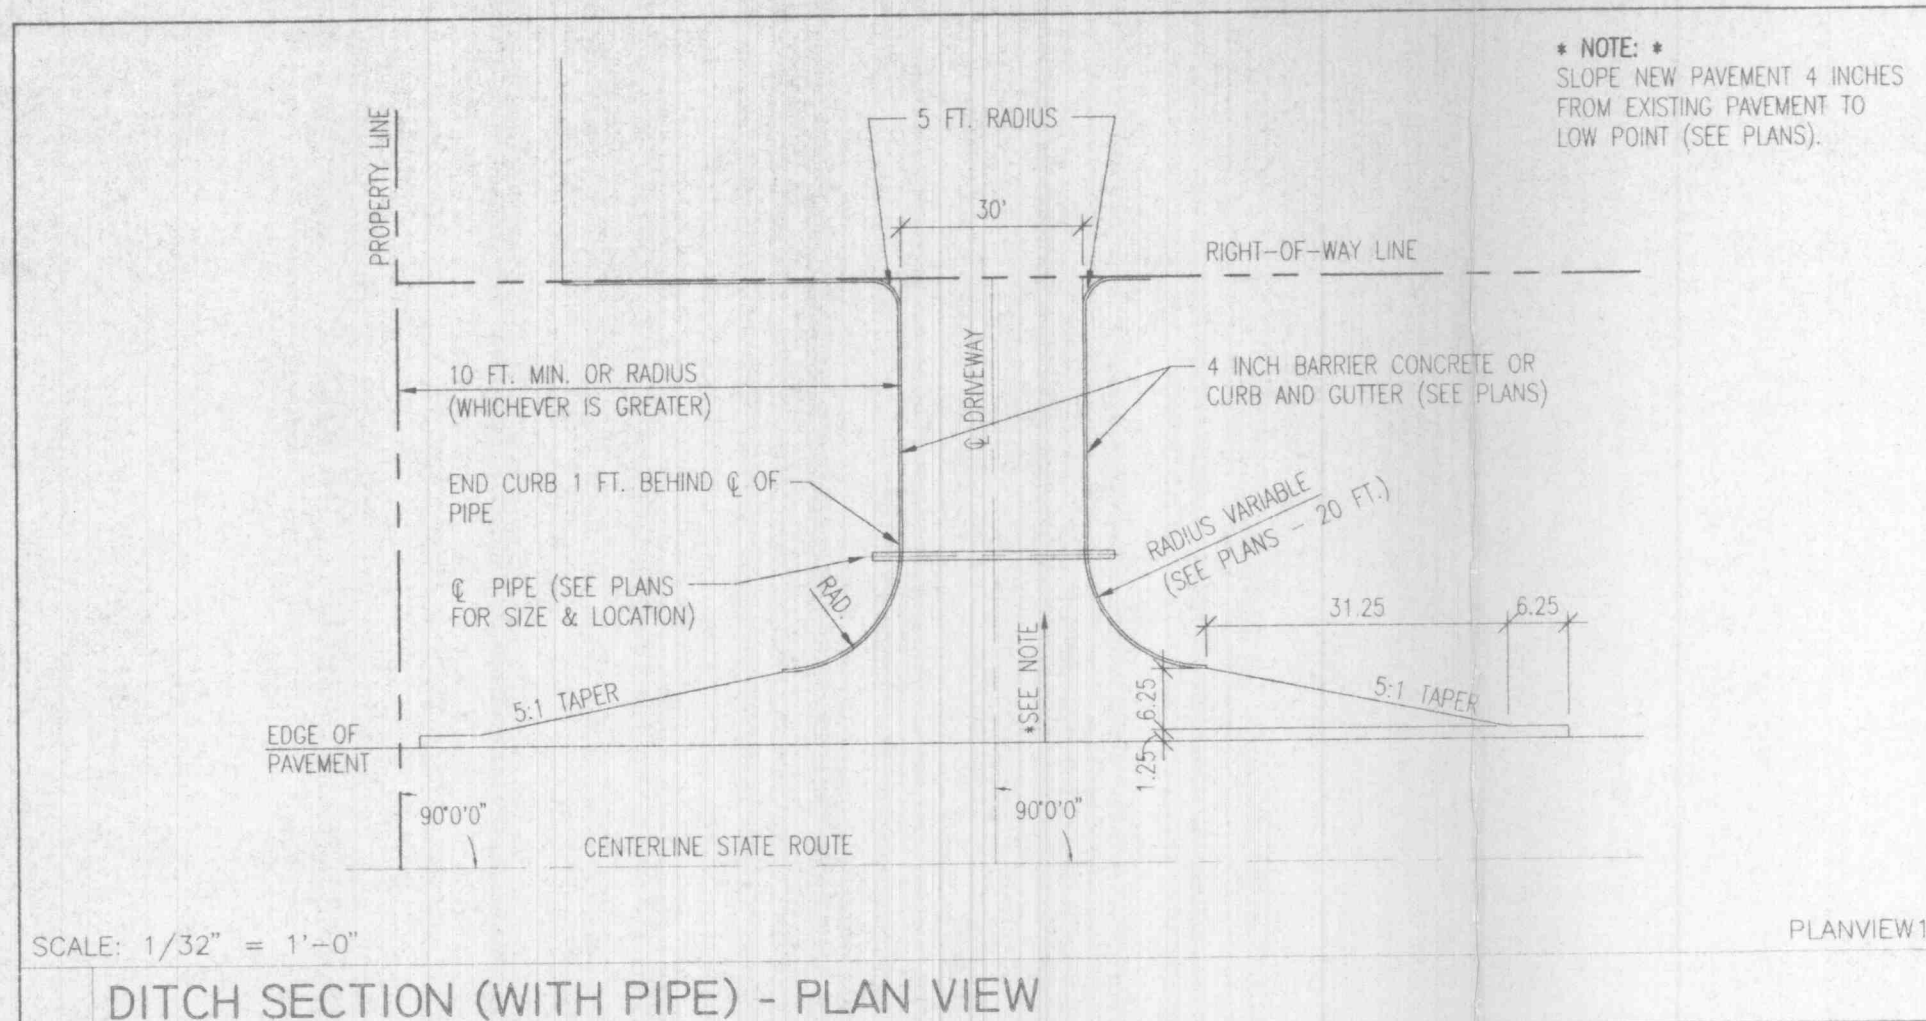 * NOTE: *
SLOPE NEW PAVEMENT 4 INCHES
FROM EXISTING PAVEMENT TO
LOW POINT (SEE PLANS).
PROPERTY LINE
5 FT. RADIUS
30'
RIGHT-OF-WAY LINE
10 FT. MIN. OR RADIUS
(WHICHEVER IS GREATER)
℄ DRIVEWAY
4 INCH BARRIER CONCRETE OR
CURB AND GUTTER (SEE PLANS)
END CURB 1 FT. BEHIND ℄ OF
PIPE
RADIUS VARIABLE
(SEE PLANS - 20 FT.)
℄ PIPE (SEE PLANS
FOR SIZE & LOCATION)
RAD.
31.25
6.25
*SEE NOTE
6.25
1.25
5:1 TAPER
5:1 TAPER
EDGE OF
PAVEMENT
90°0'0"
90°0'0"
CENTERLINE STATE ROUTE
SCALE: 1/32" = 1'-0"
PLANVIEW1
DITCH SECTION (WITH PIPE) - PLAN VIEW